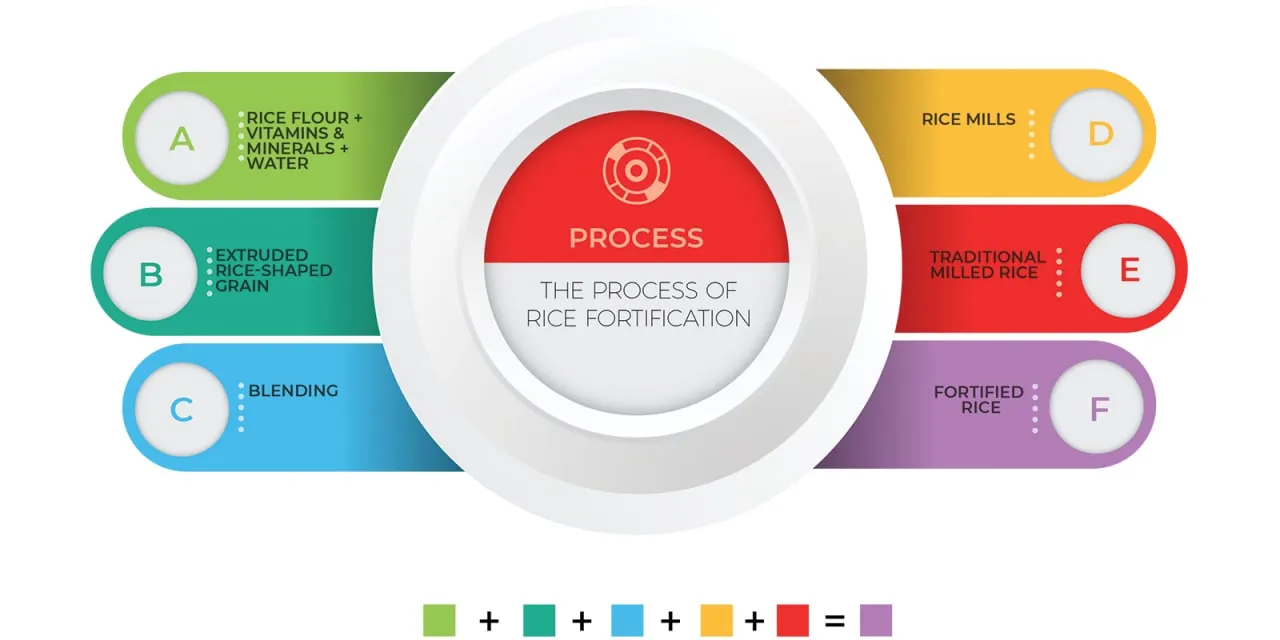 A
RICE FLOUR +
VITAMINS &
MINERALS +
WATER
B
EXTRUDED
RICE-SHAPED
GRAIN
C
BLENDING
PROCESS
THE PROCESS OF
RICE FORTIFICATION
RICE MILLS
D
TRADITIONAL
MILLED RICE
E
FORTIFIED
RICE
F
+ + + + =